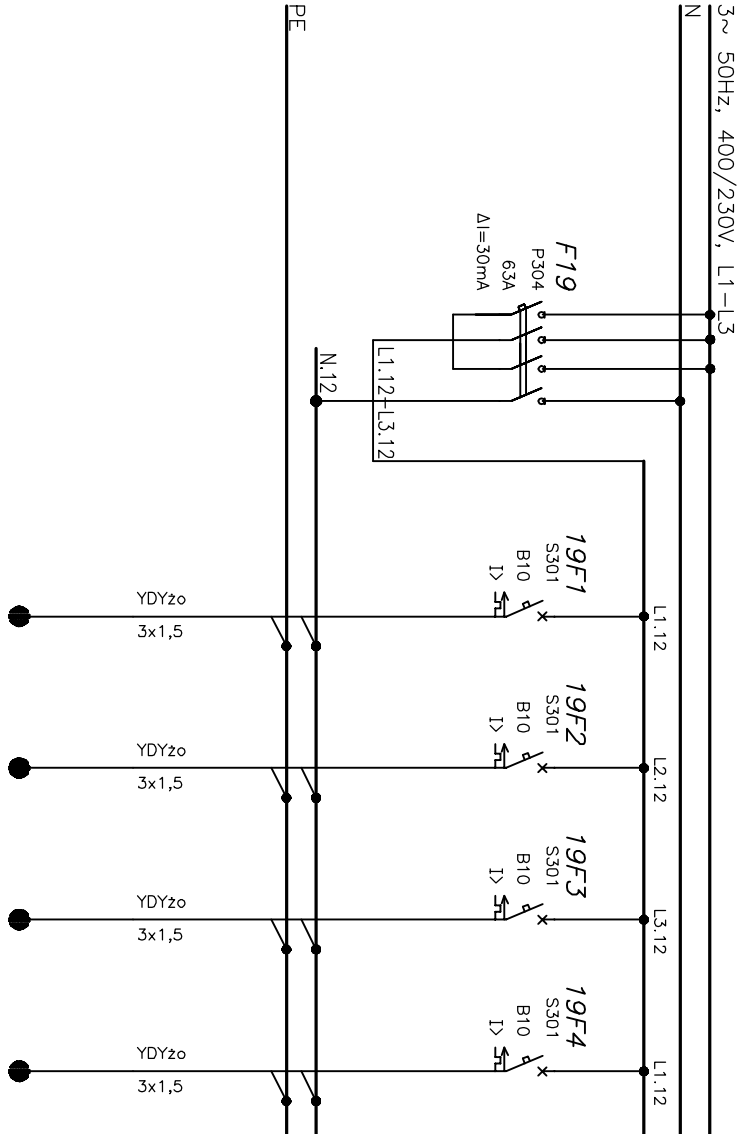 3~ 50Hz, 400/230V, L1-L3
N
PE
F19
P304
63A
ΔI=30mA
L1.12-L3.12
N.12
19F1
S301
B10
I>
L1.12
YDYżo
3x1,5
19F2
S301
B10
I>
L2.12
YDYżo
3x1,5
19F3
S301
B10
I>
L3.12
YDYżo
3x1,5
19F4
S301
B10
I>
L1.12
YDYżo
3x1,5